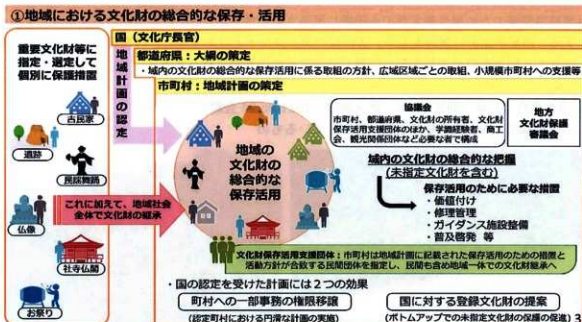 ①地域における文化財の総合的な保存・活用
重要文化財等に
指定・選定して
個別に保護措置
古民家
遺跡
民謡舞踊
仏像
社寺仏閣
お祭り
国(文化庁長官)
地域計画の認定
都道府県:大綱の策定
・域内の文化財の総合的な保存活用に係る取組の方針、広域区域ごとの取組、小規模市町村への支援等
市町村:地域計画の策定
これに加えて、地域社会
全体で文化財の継承
地域の
文化財の
総合的な
保存活用
協議会
市町村、都道府県、文化財の所有者、文化財
保存活用支援団体のほか、学識経験者、商工
会、観光関係団体など必要な者で構成
地方
文化財保護
審議会
域内の文化財の総合的な把握
(未指定文化財を含む)
保存活用のために必要な措置
・価値付け
・修理管理
・ガイダンス施設整備
・普及啓発 等
文化財保存活用支援団体:市町村は地域計画に記載された保存活用のための措置と
活動方針が合致する民間団体を指定し、民間も含め地域一体での文化財継承へ
・国の認定を受けた計画には2つの効果
町村への一部事務の権限移譲
(認定町村における円滑な計画の実施)
国に対する登録文化財の提案
(ボトムアップでの未指定文化財の保護の促進)
3